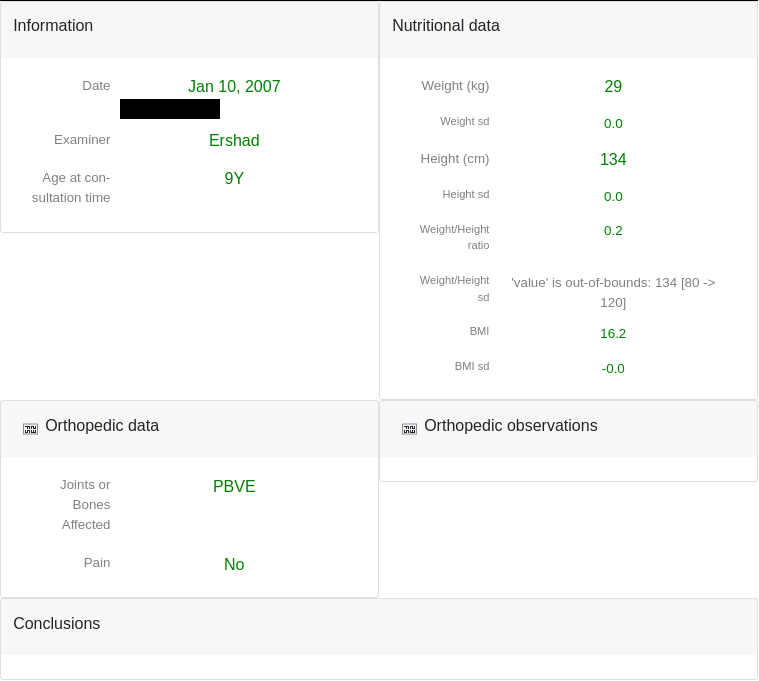 Information
Date
Jan 10, 2007
Examiner
Ershad
Age at con-
sultation time
9Y
Nutritional data
Weight (kg)
29
Weight sd
0.0
Height (cm)
134
Height sd
0.0
Weight/Height
ratio
0.2
Weight/Height
sd
'value' is out-of-bounds: 134 [80 ->
120]
BMI
16.2
BMI sd
-0.0
Orthopedic data
Joints or
Bones
Affected
PBVE
Pain
No
Orthopedic observations
Conclusions